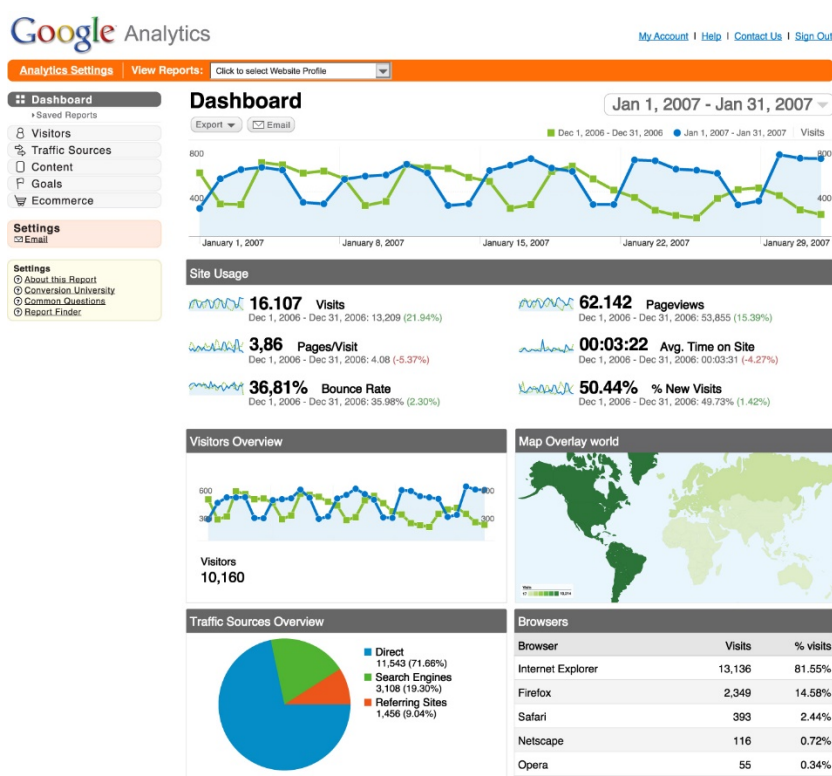 Google Analytics
My Account | Help | Contact Us | Sign Out
Analytics Settings | View Reports: Click to select Website Profile
Dashboard
Saved Reports
Visitors
Traffic Sources
Content
Goals
Ecommerce
Settings
Email
Settings
About this Report
Conversion University
Common Questions
Report Finder
Dashboard
Jan 1, 2007 - Jan 31, 2007
Export Email
Dec 1, 2006 - Dec 31, 2006 Jan 1, 2007 - Jan 31, 2007 Visits
800 800
400 400
January 1, 2007 January 8, 2007 January 15, 2007 January 22, 2007 January 29, 2007
Site Usage
16.107 Visits
Dec 1, 2006 - Dec 31, 2006: 13,209 (21.94%)
62.142 Pageviews
Dec 1, 2006 - Dec 31, 2006: 53,855 (15.39%)
3,86 Pages/Visit
Dec 1, 2006 - Dec 31, 2006: 4.08 (-5.37%)
00:03:22 Avg. Time on Site
Dec 1, 2006 - Dec 31, 2006: 00:03:31 (-4.27%)
36,81% Bounce Rate
Dec 1, 2006 - Dec 31, 2006: 35.98% (2.30%)
50.44% % New Visits
Dec 1, 2006 - Dec 31, 2006: 49.73% (1.42%)
Visitors Overview
600 600
300 300
Visitors
10,160
Map Overlay world
Visits
Traffic Sources Overview
Direct
11,543 (71.66%)
Search Engines
3,108 (19.30%)
Referring Sites
1,456 (9.04%)
Browsers
Browser Visits % visits
Internet Explorer 13,136 81.55%
Firefox 2,349 14.58%
Safari 393 2.44%
Netscape 116 0.72%
Opera 55 0.34%